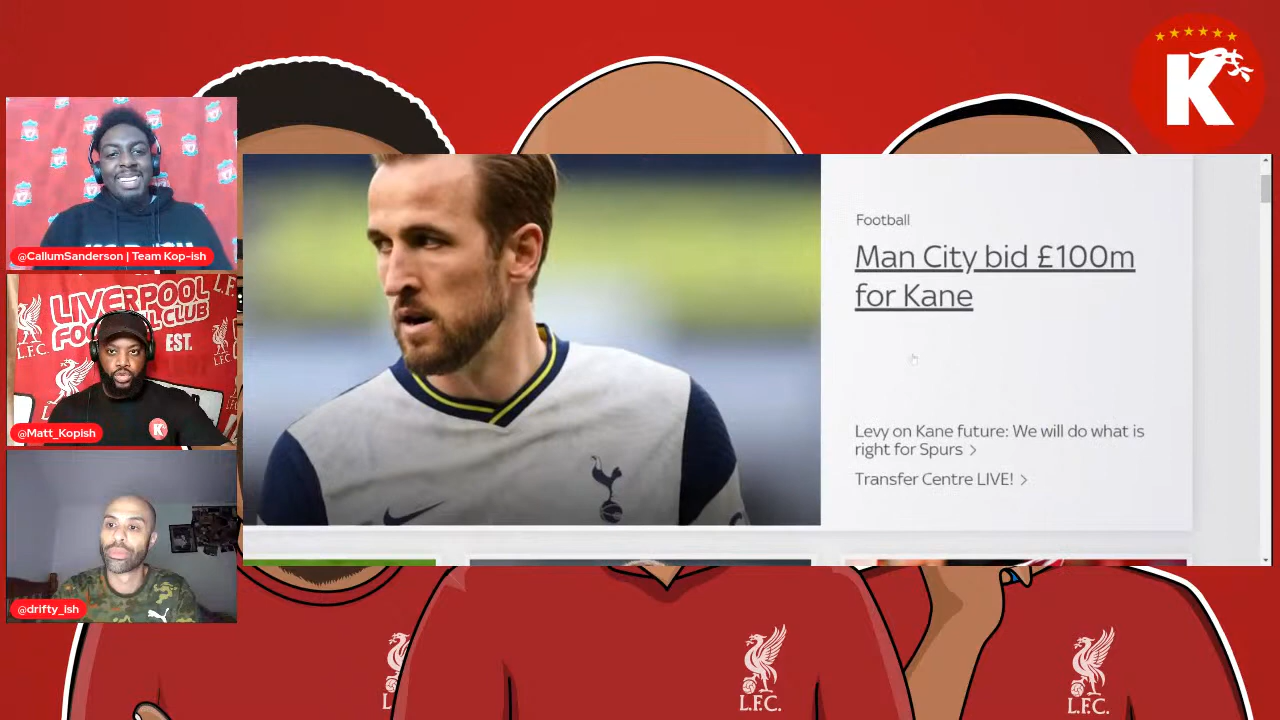 K
@CallumSanderson | Team Kop-ish
LIVERPOOL
FOOTBALL CLUB
EST.
L.F.C.
L.F.C.
@Matt_Kopish
@drifty_ish
Football
Man City bid £100m
for Kane
Levy on Kane future: We will do what is
right for Spurs >
Transfer Centre LIVE! >
L.F.C.
L.F.C.